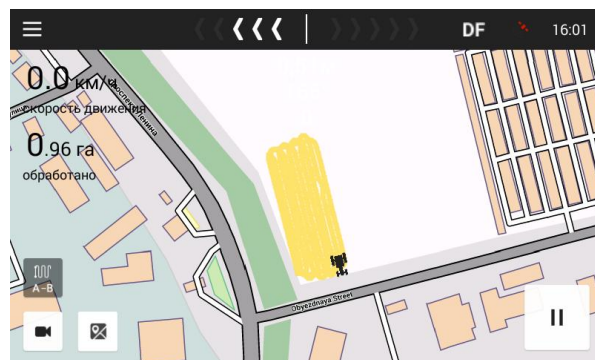 DF
16:01
0.0 км/ч
скорость движения
0.96 га
обработано
A-B
Obyezdnaya Street